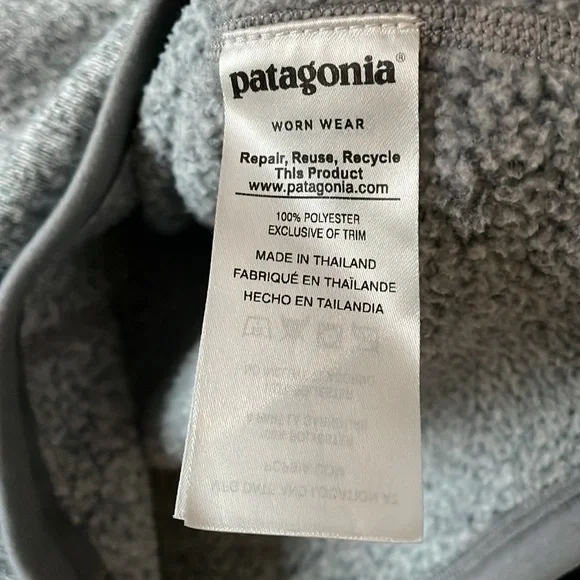 patagonia®
WORN WEAR
Repair, Reuse, Recycle
This Product
www.patagonia.com
100% POLYESTER
EXCLUSIVE OF TRIM
MADE IN THAILAND
FABRIQUÉ EN THAÏLANDE
HECHO EN TAILANDIA